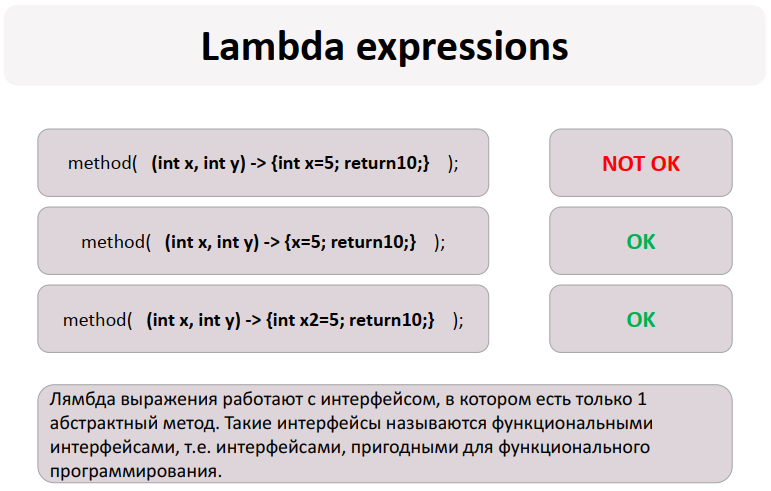 Lambda expressions
method( (int x, int y) -> {int x=5; return10;} );
NOT OK
method( (int x, int y) -> {x=5; return10;} );
OK
method( (int x, int y) -> {int x2=5; return10;} );
OK
Лямбда выражения работают с интерфейсом, в котором есть только 1
абстрактный метод. Такие интерфейсы называются функциональными
интерфейсами, т.е. интерфейсами, пригодными для функционального
программирования.